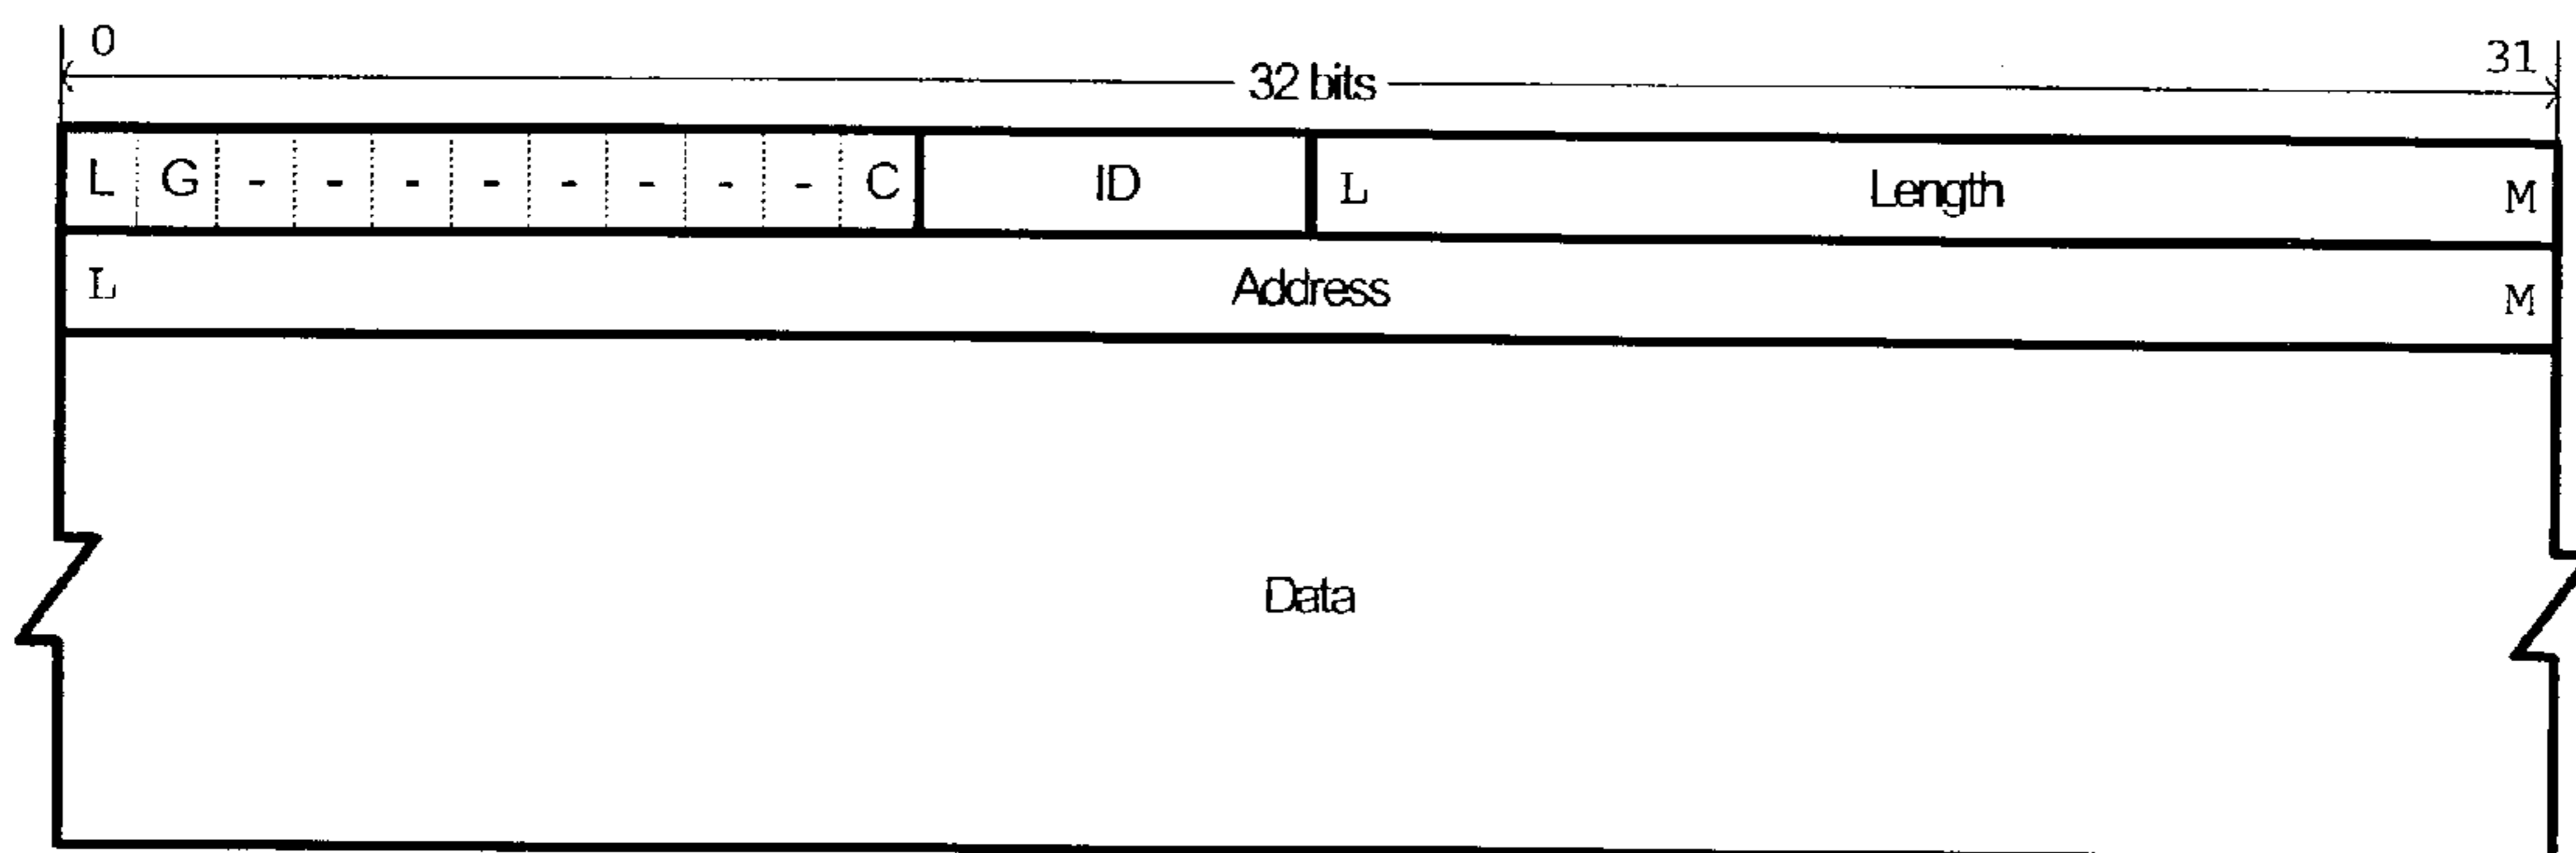 0 32 bits 31
L G - - - - - - - - C ID L Length M
L Address M
Data